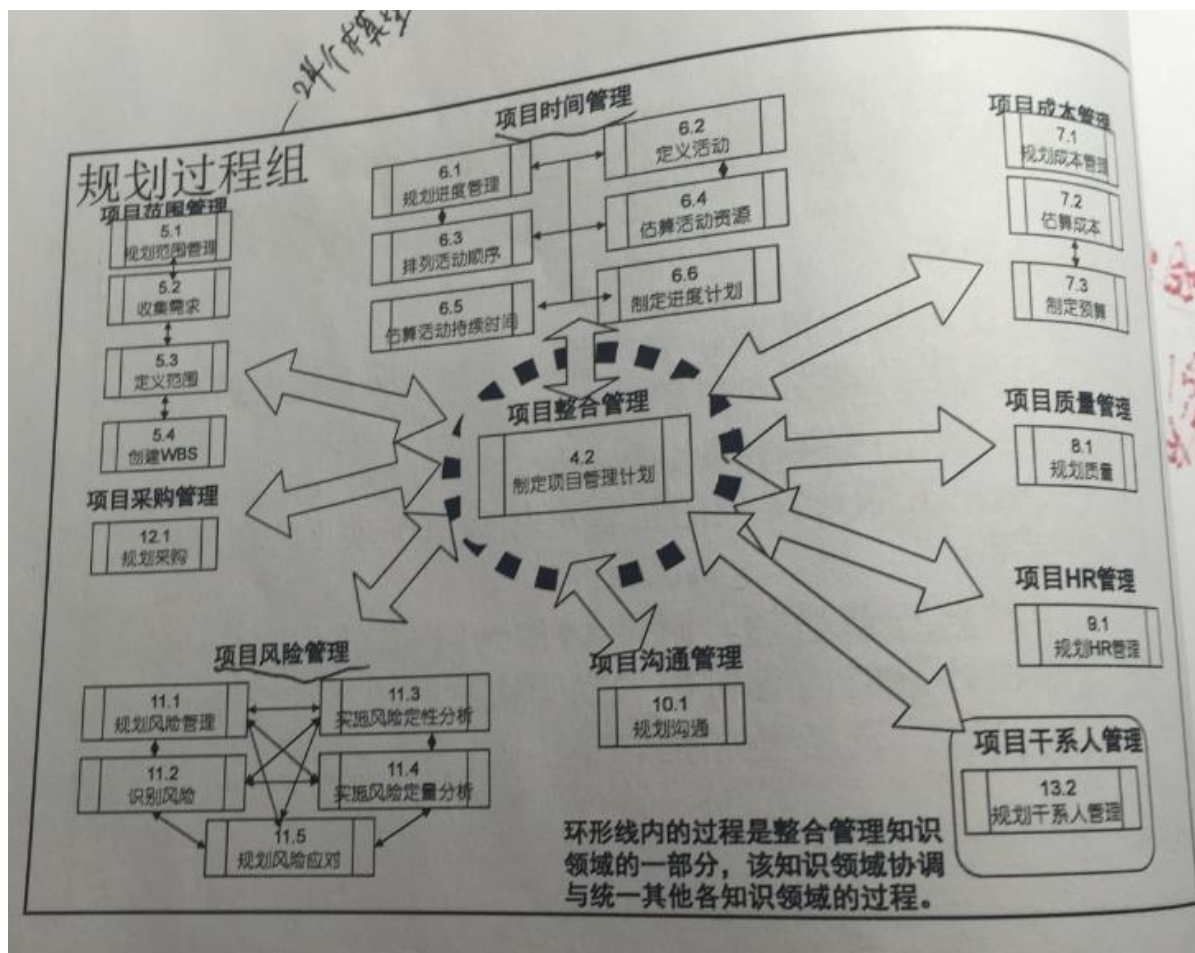 规划过程组
项目范围管理
5.1
规划范围管理
5.2
收集需求
5.3
定义范围
5.4
创建WBS
项目采购管理
12.1
规划采购
项目时间管理
6.1
规划进度管理
6.2
定义活动
6.3
排列活动顺序
6.4
估算活动资源
6.5
估算活动持续时间
6.6
制定进度计划
项目成本管理
7.1
规划成本管理
7.2
估算成本
7.3
制定预算
项目整合管理
4.2
制定项目管理计划
项目质量管理
8.1
规划质量
项目HR管理
9.1
规划HR管理
项目风险管理
11.1
规划风险管理
11.3
实施风险定性分析
11.2
识别风险
11.4
实施风险定量分析
11.5
规划风险应对
项目沟通管理
10.1
规划沟通
项目干系人管理
13.2
规划干系人管理
环形线内的过程是整合管理知识
领域的一部分，该知识领域协调
与统一其他各知识领域的过程。